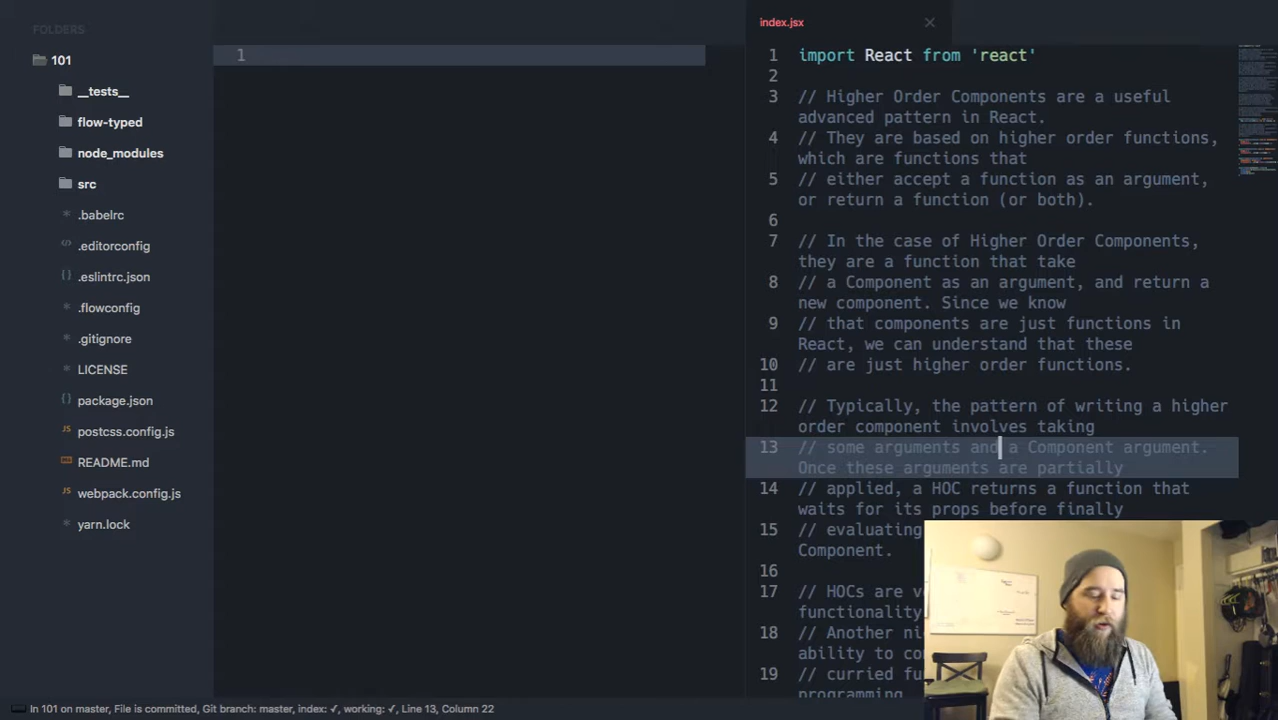 FOLDERS
101
__tests__
flow-typed
node_modules
src
.babelrc
.editorconfig
.eslintrc.json
.flowconfig
.gitignore
LICENSE
package.json
postcss.config.js
README.md
webpack.config.js
yarn.lock
1
index.jsx
1 import React from 'react'
2
3 // Higher Order Components are a useful
advanced pattern in React.
4 // They are based on higher order functions,
which are functions that
5 // either accept a function as an argument,
or return a function (or both).
6
7 // In the case of Higher Order Components,
they are a function that take
8 // a Component as an argument, and return a
new component. Since we know
9 // that components are just functions in
React, we can understand that these
10 // are just higher order functions.
11
12 // Typically, the pattern of writing a higher
order component involves taking
13 // some arguments and a Component argument.
Once these arguments are partially
14 // applied, a HOC returns a function that
waits for its props before finally
15 // evaluating
Component.
16
17 // HOCs are
functionality
18 // Another
ability to
19 // curried
programming
In 101 on master, File is committed, Git branch: master, index: ✓, working: ✓, Line 13, Column 22